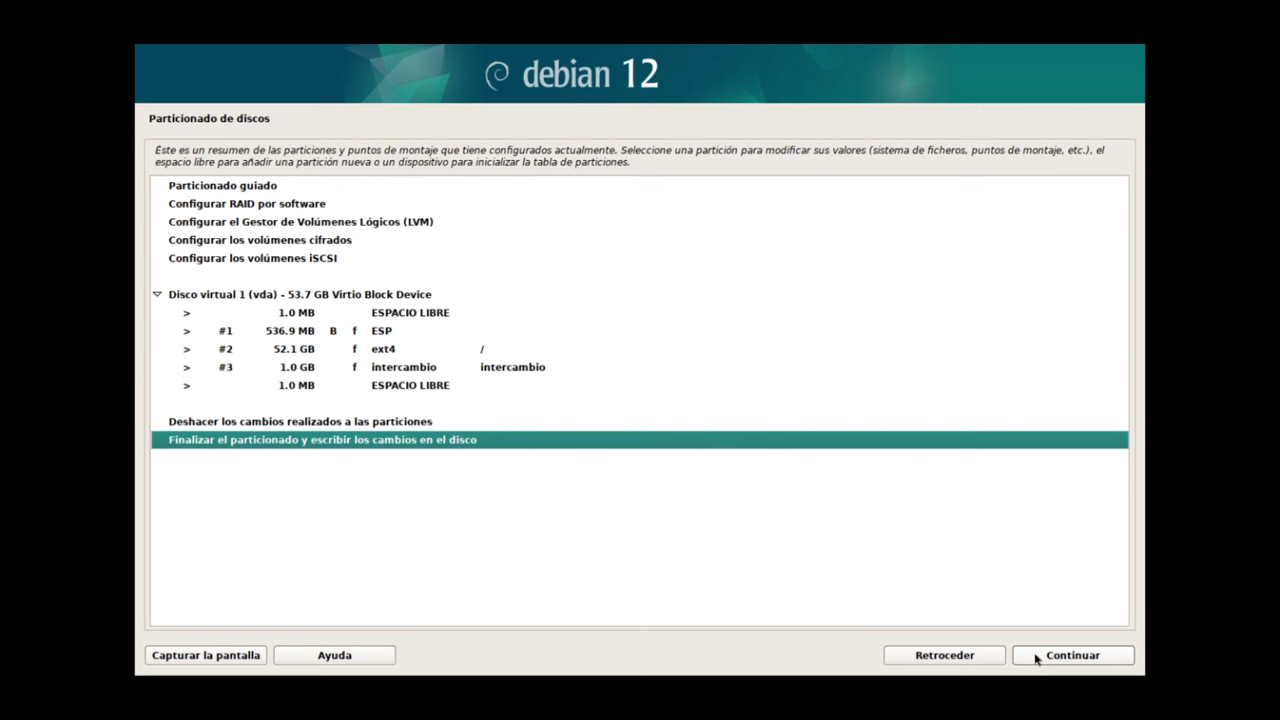 debian 12
Particionado de discos
Éste es un resumen de las particiones y puntos de montaje que tiene configurados actualmente. Seleccione una partición para modificar sus valores (sistema de ficheros, puntos de montaje, etc.), el
espacio libre para añadir una partición nueva o un dispositivo para inicializar la tabla de particiones.
Particionado guiado
Configurar RAID por software
Configurar el Gestor de Volúmenes Lógicos (LVM)
Configurar los volúmenes cifrados
Configurar los volúmenes iSCSI
Disco virtual 1 (vda) - 53.7 GB Virtio Block Device
> 1.0 MB ESPACIO LIBRE
> #1 536.9 MB B f ESP
> #2 52.1 GB f ext4 /
> #3 1.0 GB f intercambio intercambio
> 1.0 MB ESPACIO LIBRE
Deshacer los cambios realizados a las particiones
Finalizar el particionado y escribir los cambios en el disco
Capturar la pantalla Ayuda Retroceder Continuar